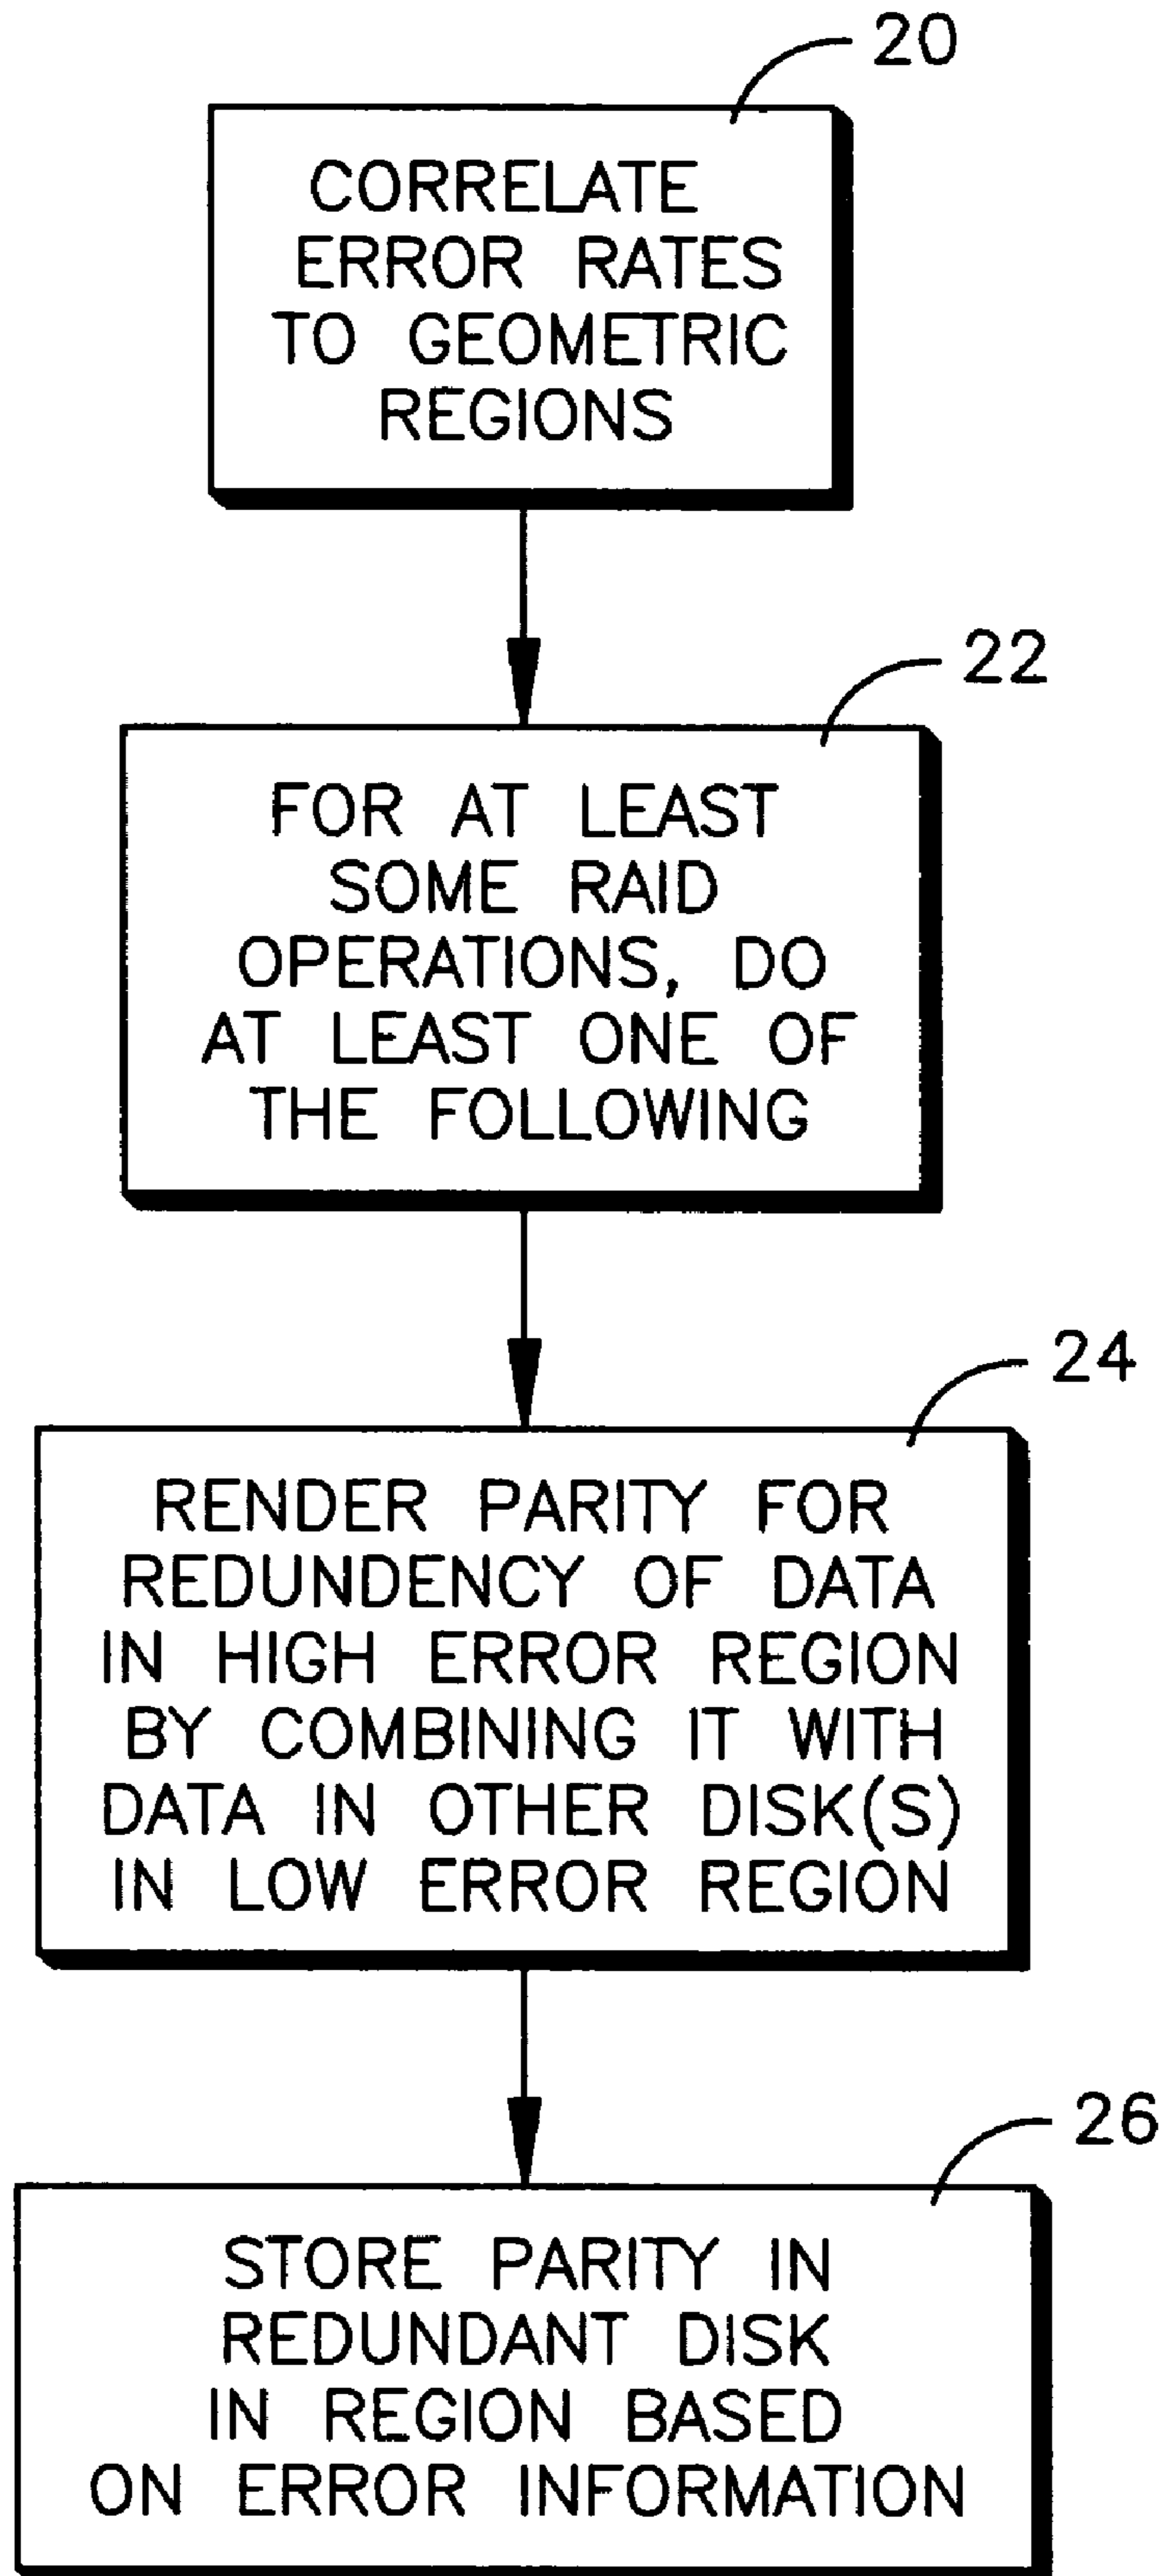 20
CORRELATE
ERROR RATES
TO GEOMETRIC
REGIONS
22
FOR AT LEAST
SOME RAID
OPERATIONS, DO
AT LEAST ONE OF
THE FOLLOWING
24
RENDER PARITY FOR
REDUNDENCY OF DATA
IN HIGH ERROR REGION
BY COMBINING IT WITH
DATA IN OTHER DISK(S)
IN LOW ERROR REGION
26
STORE PARITY IN
REDUNDANT DISK
IN REGION BASED
ON ERROR INFORMATION